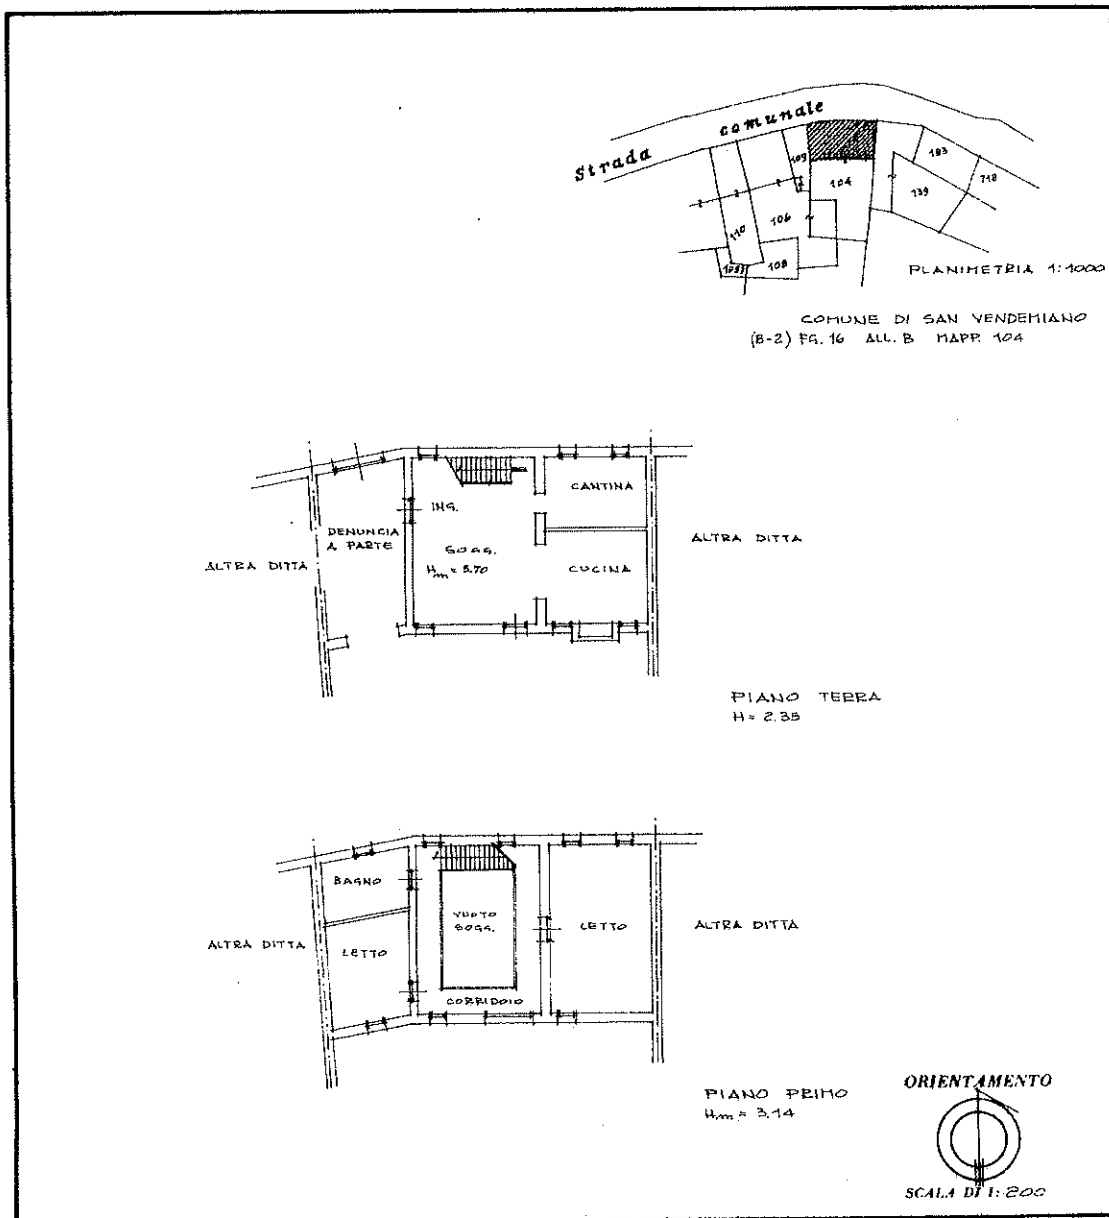 Strada comunale
109
104
183
718
139
106
110
108
PLANIMETRIA 1:1000
COMUNE DI SAN VENDEMIANO
(B-2) FG. 16 ALL. B MAPP. 104
CANTINA
ING.
DENUNCIA
A PARTE
SOGG.
ALTRA DITTA
ALTRA DITTA
CUCINA
PIANO TERRA
H = 2.35
BAGNO
VUOTO
SOGG.
LETTO
ALTRA DITTA
ALTRA DITTA
LETTO
CORRIDOIO
PIANO PRIMO
Hm = 3.14
ORIENTAMENTO
SCALA DI 1: 200